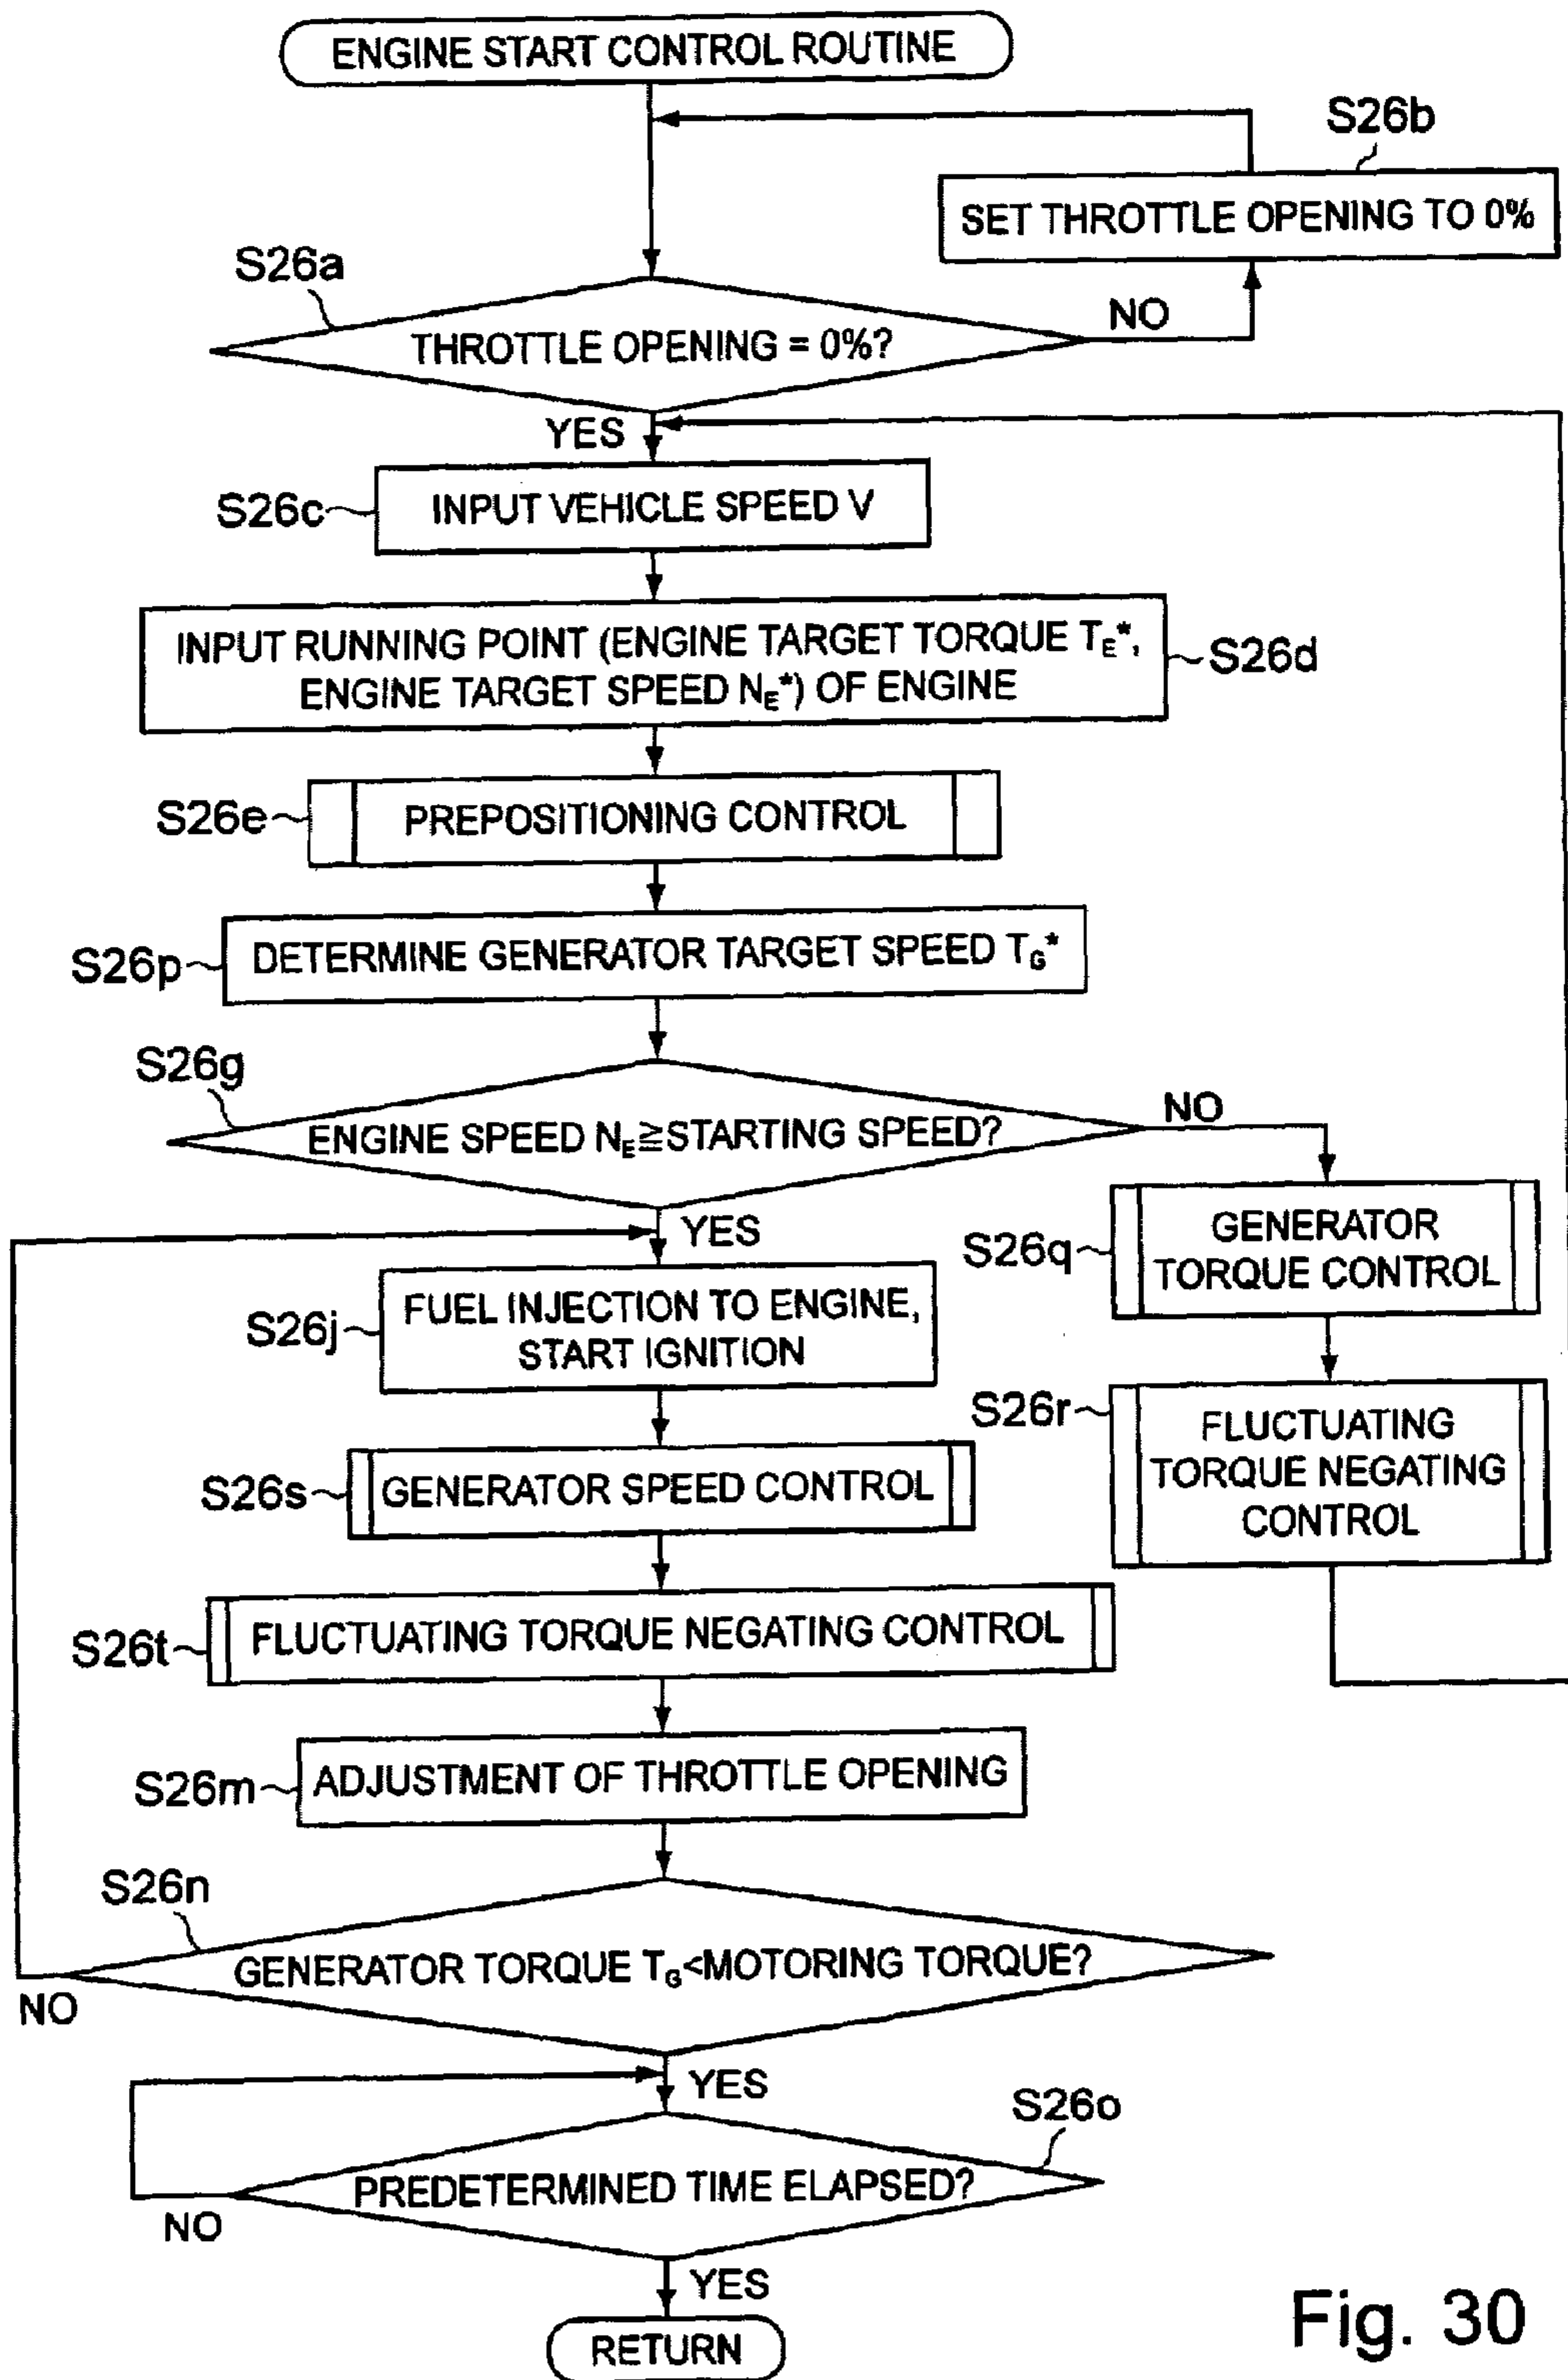 ENGINE START CONTROL ROUTINE
S26b
SET THROTTLE OPENING TO 0%
S26a
THROTTLE OPENING = 0%?
NO
YES
S26c
INPUT VEHICLE SPEED V
INPUT RUNNING POINT (ENGINE TARGET TORQUE TE*,
ENGINE TARGET SPEED NE*) OF ENGINE
S26d
S26e
PREPOSITIONING CONTROL
S26p
DETERMINE GENERATOR TARGET SPEED TG*
S26g
ENGINE SPEED NE≧STARTING SPEED?
NO
YES
S26q
GENERATOR
TORQUE CONTROL
S26j
FUEL INJECTION TO ENGINE,
START IGNITION
S26r
FLUCTUATING
TORQUE NEGATING
CONTROL
S26s
GENERATOR SPEED CONTROL
S26t
FLUCTUATING TORQUE NEGATING CONTROL
S26m
ADJUSTMENT OF THROTTLE OPENING
S26n
GENERATOR TORQUE TG<MOTORING TORQUE?
NO
YES
S26o
PREDETERMINED TIME ELAPSED?
NO
YES
RETURN
Fig. 30